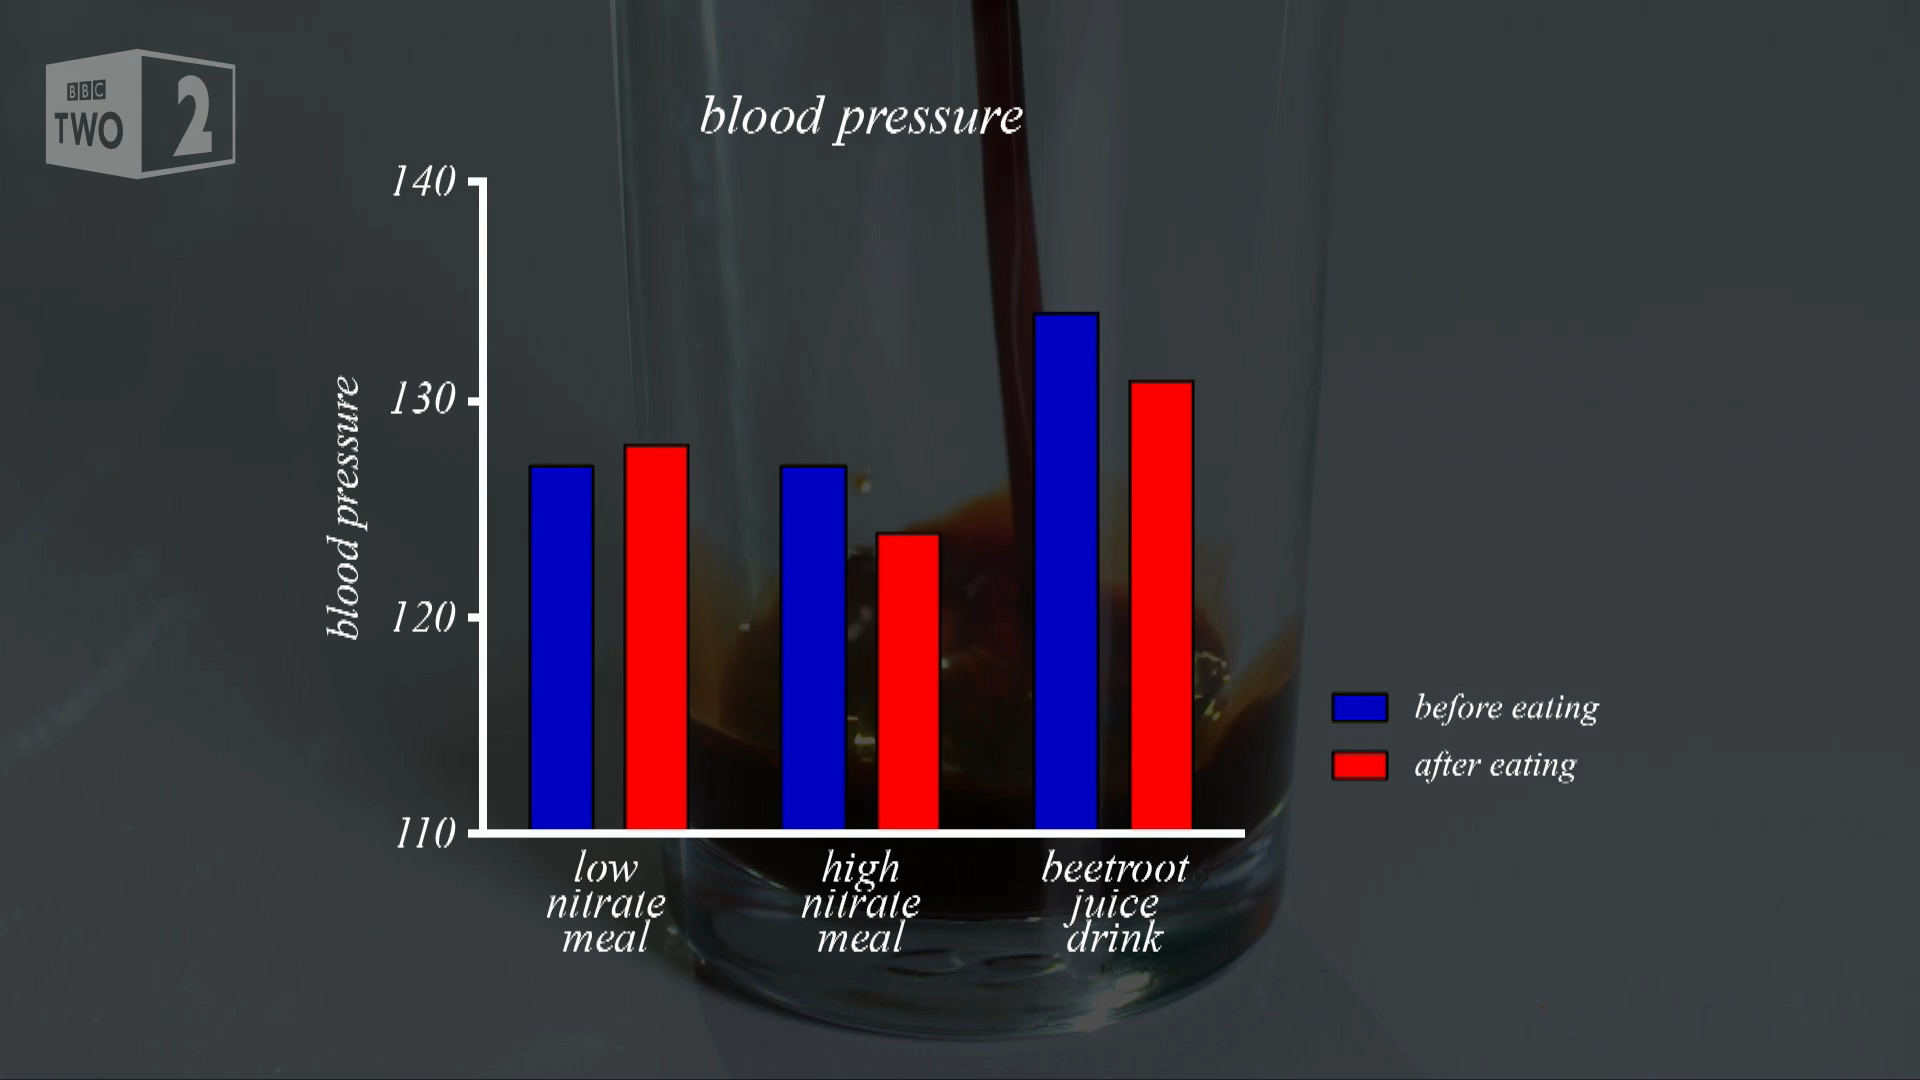 BBC
TWO
2
blood pressure
140
130
120
110
blood pressure
low
nitrate
meal
high
nitrate
meal
beetroot
juice
drink
before eating
after eating